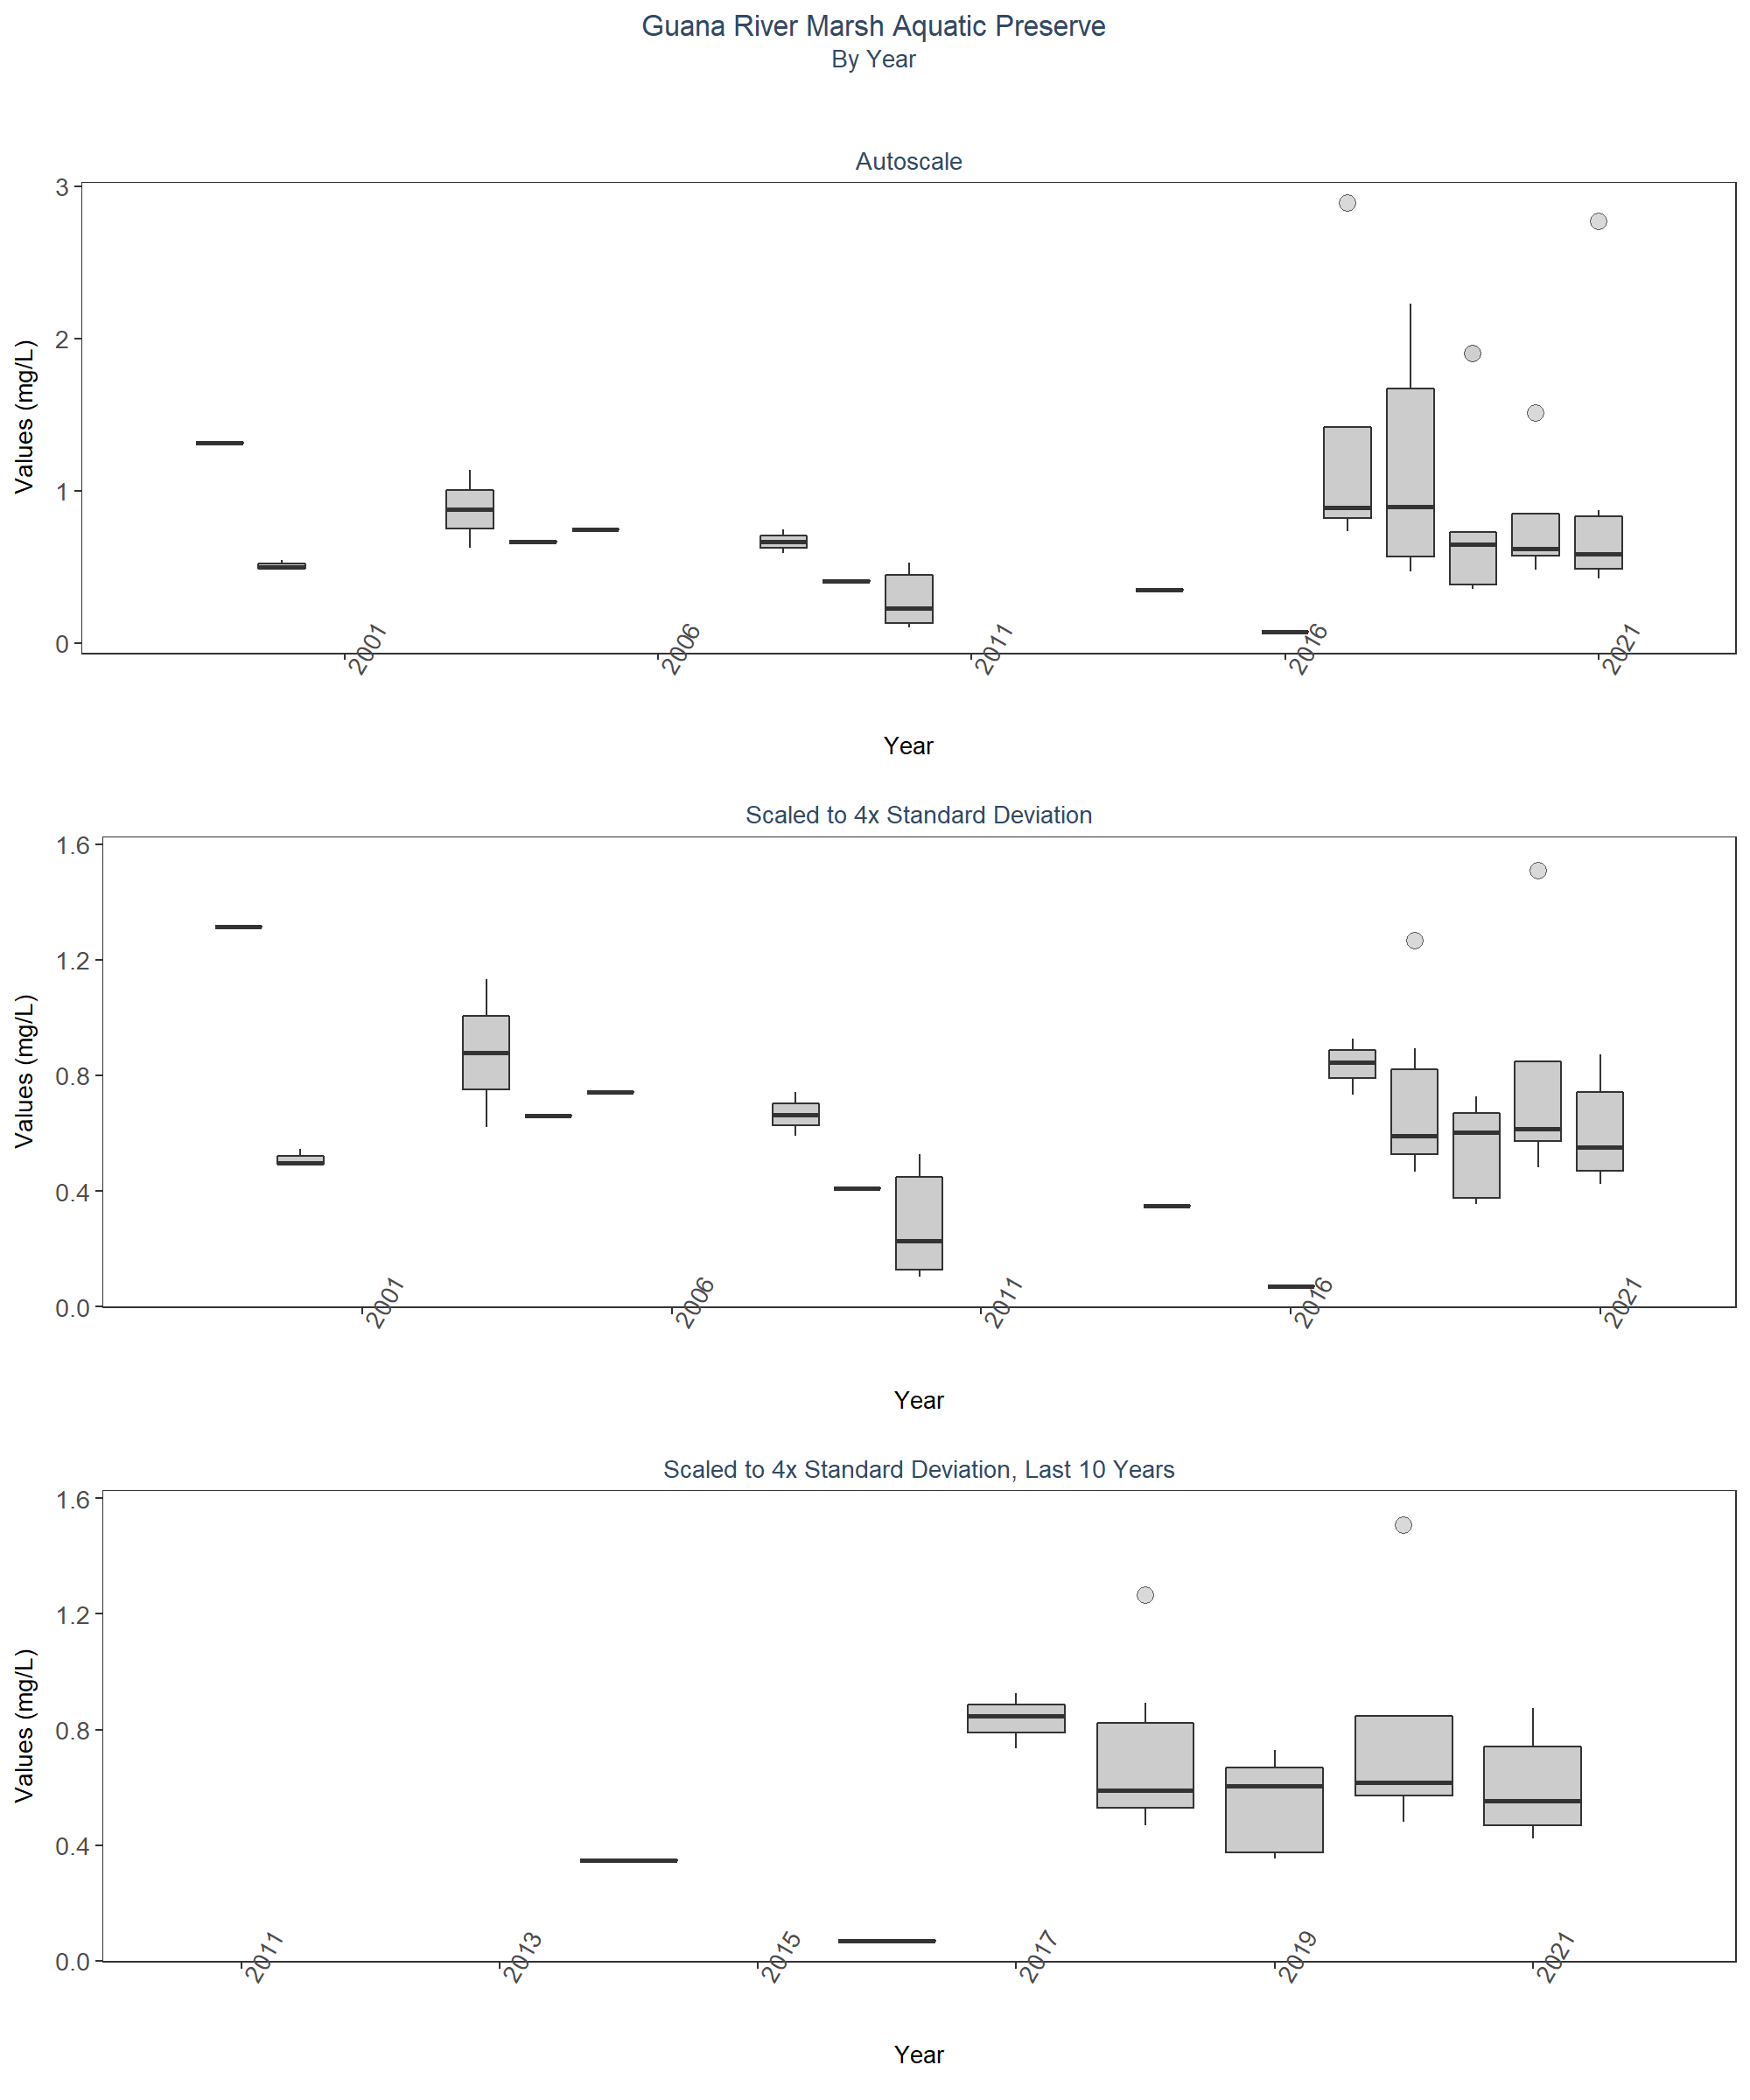 Guana River Marsh Aquatic Preserve
By Year
Autoscale
Values (mg/L)
3
2
1
0
2001 2006 2011 2016 2021
Year
Scaled to 4x Standard Deviation
Values (mg/L)
1.6
1.2
0.8
0.4
0.0
2001 2006 2011 2016 2021
Year
Scaled to 4x Standard Deviation, Last 10 Years
Values (mg/L)
1.6
1.2
0.8
0.4
0.0
2011 2013 2015 2017 2019 2021
Year